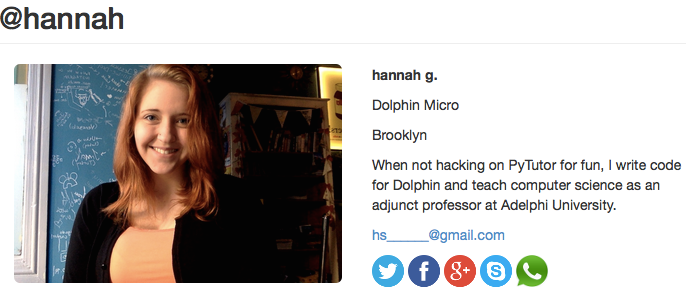 @hannah
hannah g.
Dolphin Micro
Brooklyn
When not hacking on PyTutor for fun, I write code
for Dolphin and teach computer science as an
adjunct professor at Adelphi University.
hs______@gmail.com